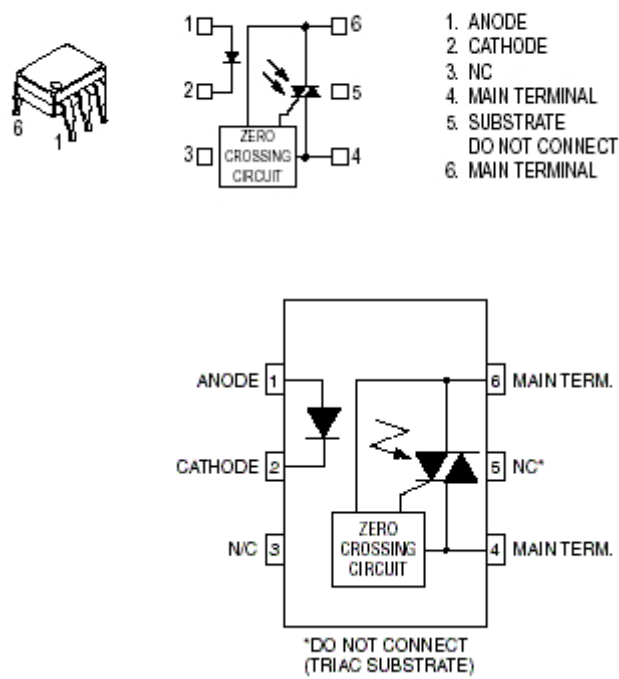 6
1
1
2
3
6
5
4
ZERO
CROSSING
CIRCUIT
1. ANODE
2. CATHODE
3. NC
4. MAIN TERMINAL
5. SUBSTRATE
DO NOT CONNECT
6. MAIN TERMINAL
ANODE 1
CATHODE 2
N/C 3
6 MAIN TERM.
5 NC*
4 MAIN TERM.
ZERO
CROSSING
CIRCUIT
*DO NOT CONNECT
(TRIAC SUBSTRATE)